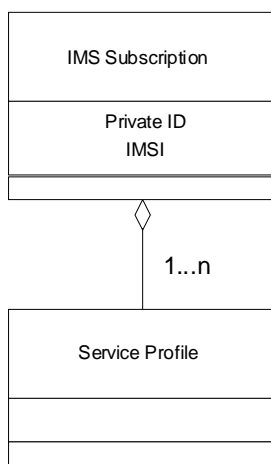 IMS Subscription
Private ID
IMSI
1...n
Service Profile